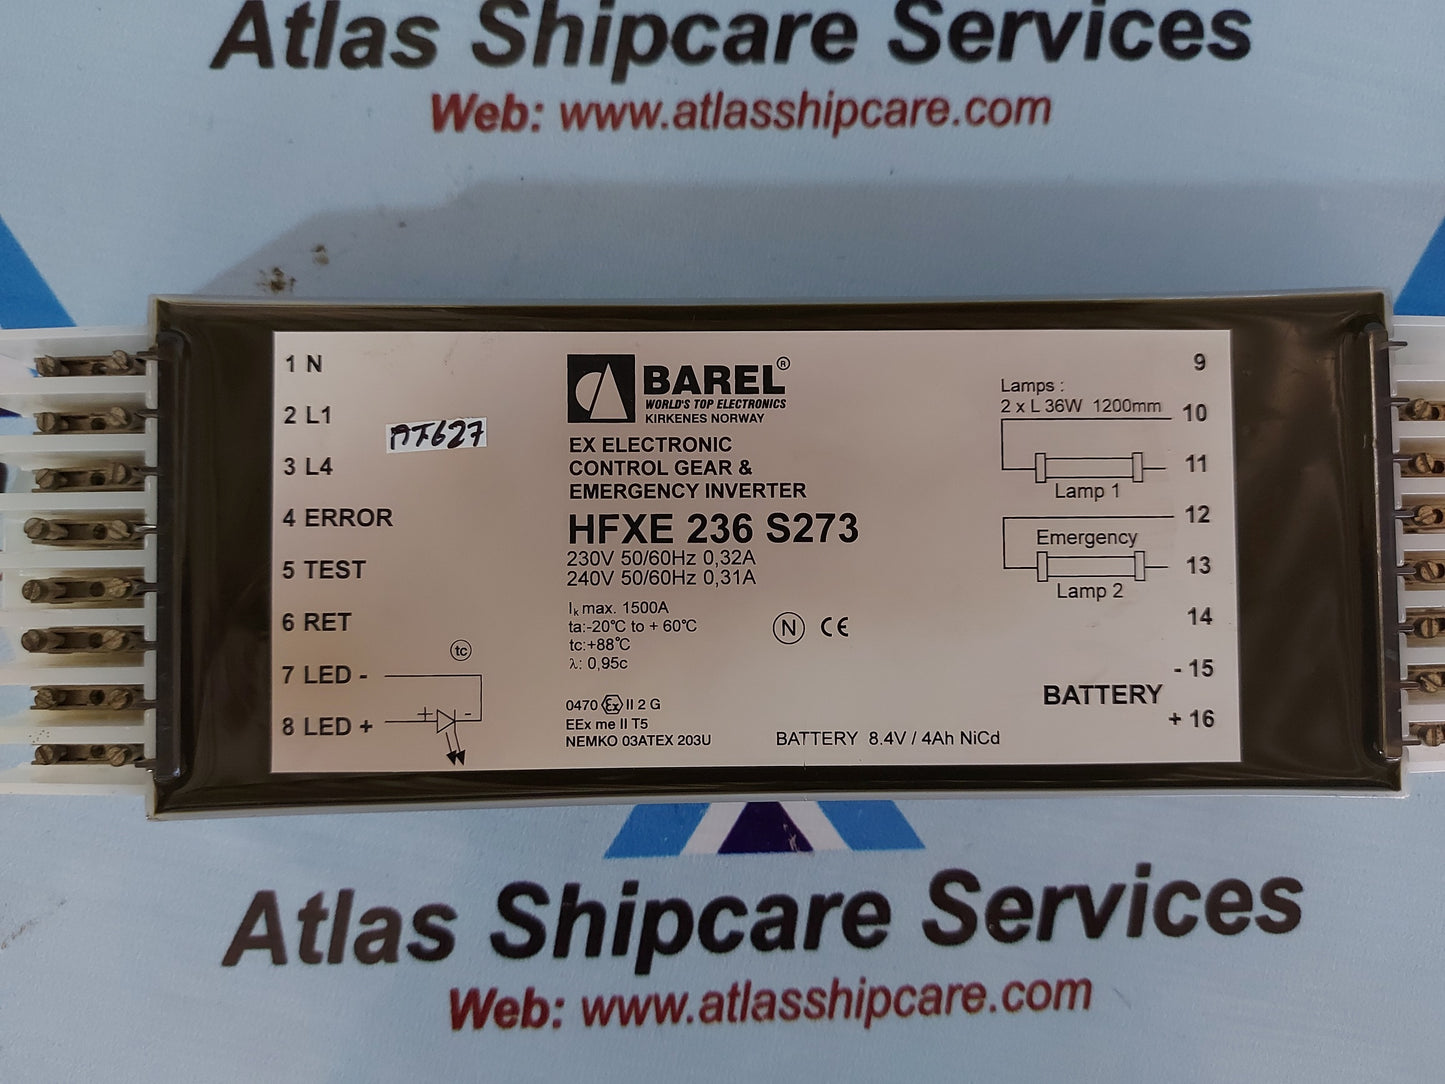 Atlas Shipcare Services
Web: www.atlasshipcare.com
1 N
2 L1
3 L4
4 ERROR
5 TEST
6 RET
7 LED -
8 LED +
tc
+ -
AT627
BAREL ®
WORLD'S TOP ELECTRONICS
KIRKENES NORWAY
EX ELECTRONIC
CONTROL GEAR &
EMERGENCY INVERTER
HFXE 236 S273
230V 50/60Hz 0,32A
240V 50/60Hz 0,31A
Ik max. 1500A
ta:-20°C to + 60°C
tc:+88°C
λ: 0,95c
N CE
0470 Ex II 2 G
EEx me II T5
NEMKO 03ATEX 203U
BATTERY 8.4V / 4Ah NiCd
Lamps :
2 x L 36W 1200mm
Lamp 1
Emergency
Lamp 2
BATTERY
9
10
11
12
13
14
- 15
+ 16
Atlas Shipcare Services
Web: www.atlasshipcare.com